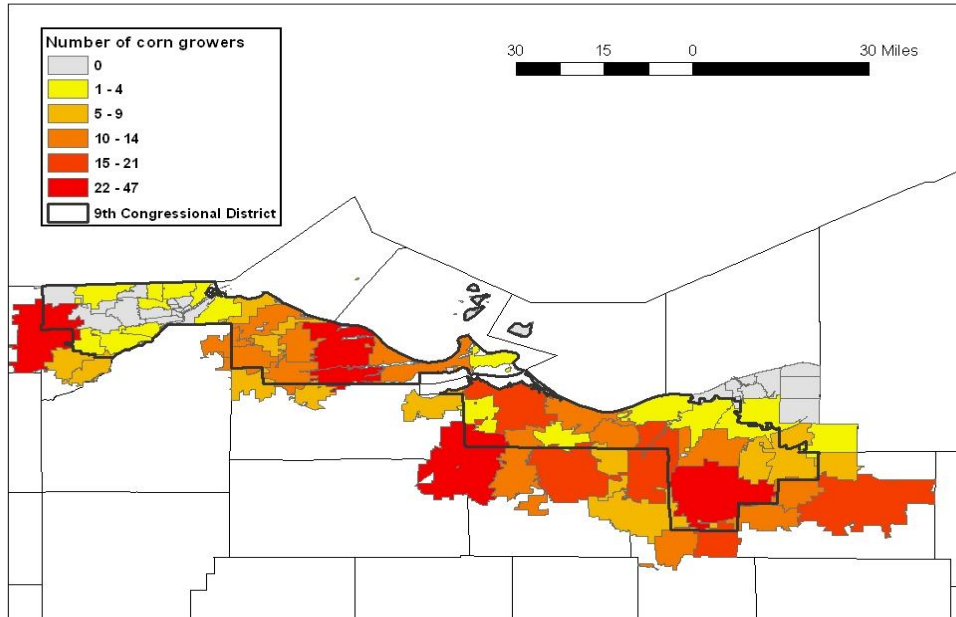 Number of corn growers
0
1 - 4
5 - 9
10 - 14
15 - 21
22 - 47
9th Congressional District
30 15 0 30 Miles